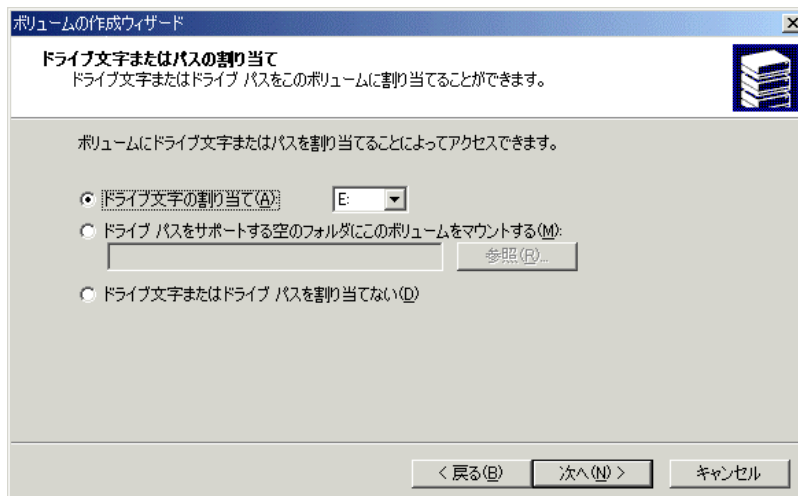 ボリュームの作成ウィザード
ドライブ文字またはパスの割り当て
ドライブ文字またはドライブ パスをこのボリュームに割り当てることができます。
ボリュームにドライブ文字またはパスを割り当てることによってアクセスできます。
ドライブ文字の割り当て(A): E:
ドライブ パスをサポートする空のフォルダにこのボリュームをマウントする(M):
参照(R)...
ドライブ文字またはドライブ パスを割り当てない(D)
< 戻る(B) 次へ(N) > キャンセル